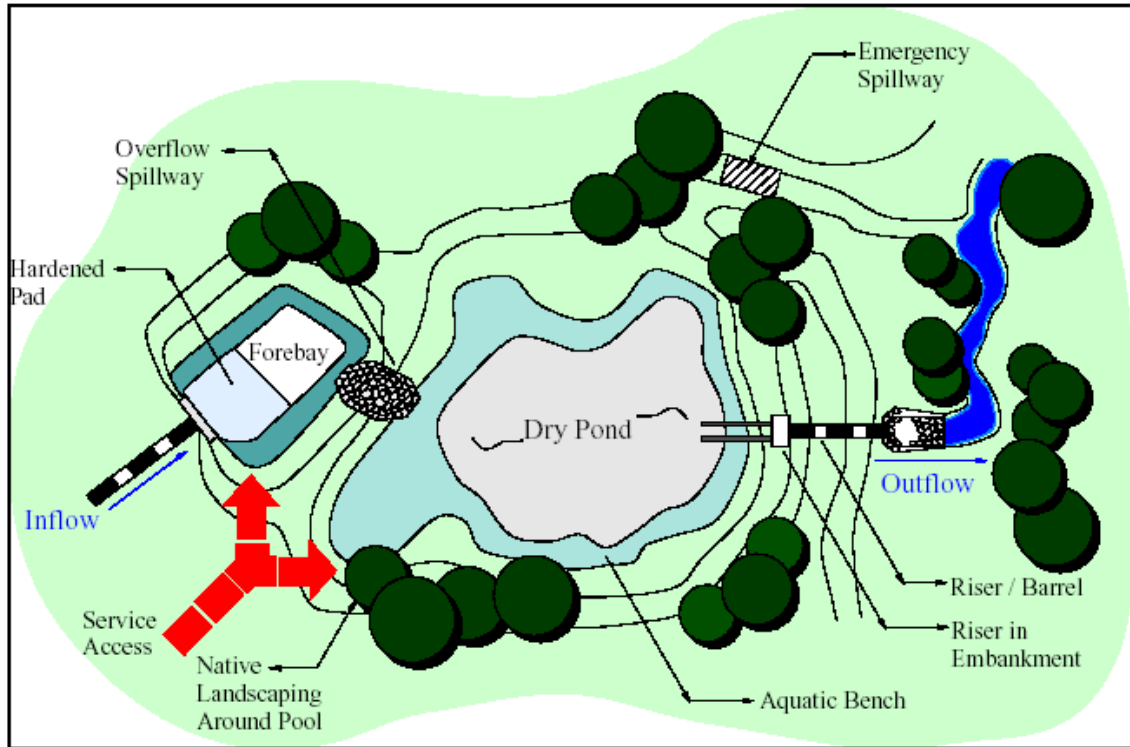 Emergency
Spillway
Overflow
Spillway
Hardened
Pad
Forebay
Dry Pond
Inflow
Outflow
Service
Access
Native
Landscaping
Around Pool
Riser / Barrel
Riser in
Embankment
Aquatic Bench